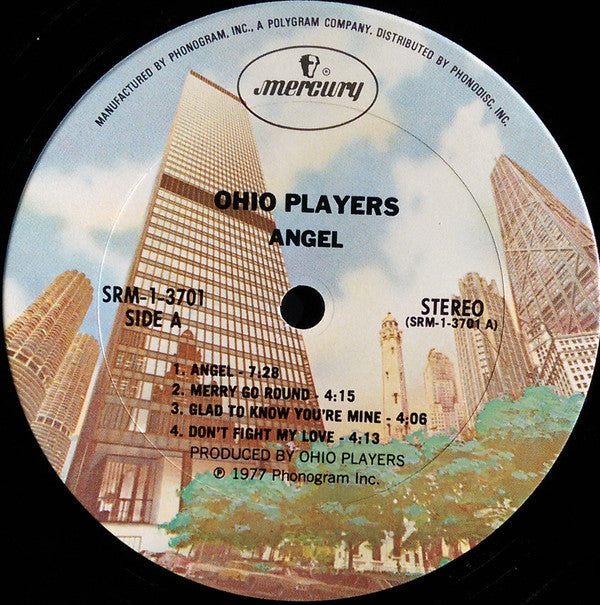 MANUFACTURED BY PHONOGRAM, INC., A POLYGRAM COMPANY. DISTRIBUTED BY PHONODISC, INC.
®
mercury
OHIO PLAYERS
ANGEL
SRM-1-3701
SIDE A
STEREO
(SRM-1-3701 A)
1. ANGEL - 7:28
2. MERRY GO ROUND - 4:15
3. GLAD TO KNOW YOU'RE MINE - 4:06
4. DON'T FIGHT MY LOVE - 4:13
PRODUCED BY OHIO PLAYERS
℗ 1977 Phonogram Inc.